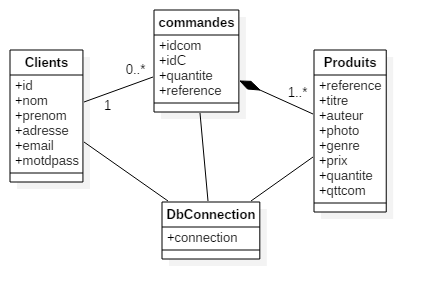 commandes
+idcom
+idC
+quantite
+reference
Clients
+id
+nom
+prenom
+adresse
+email
+motdpass
0..*
1
1..*
Produits
+reference
+titre
+auteur
+photo
+genre
+prix
+quantite
+qttcom
DbConnection
+connection